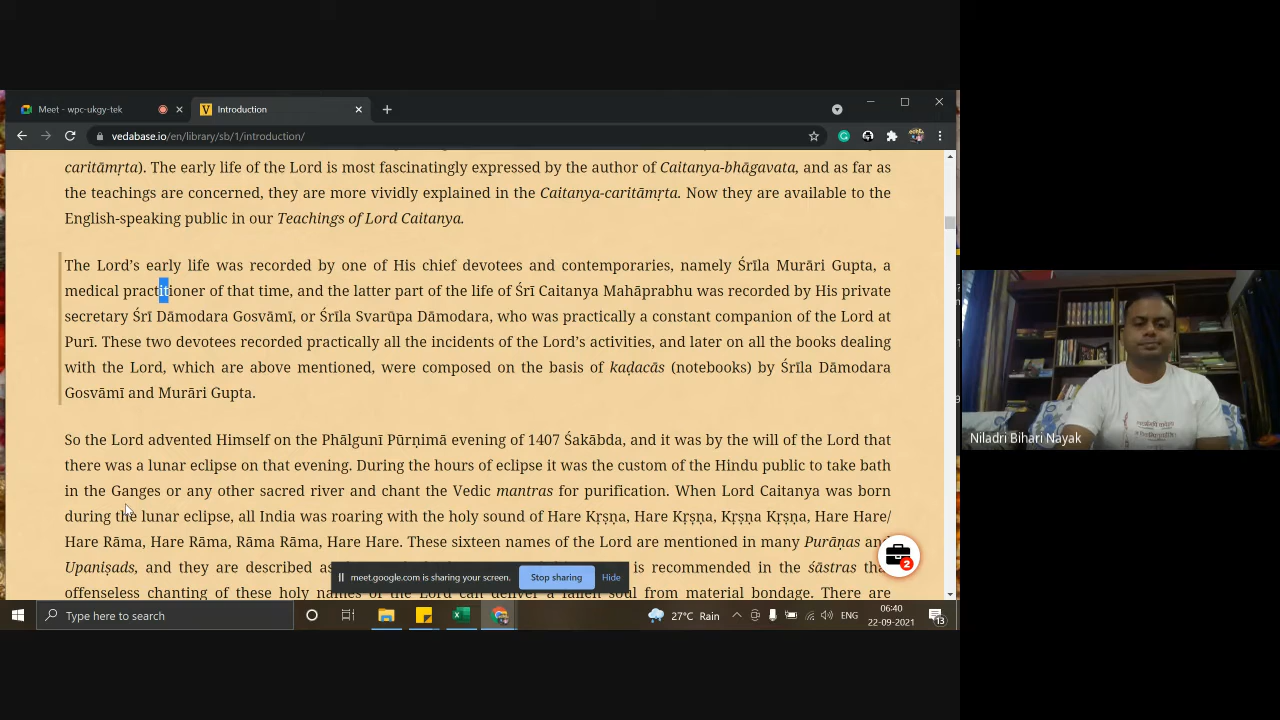 Meet - wpc-ukgy-tek
Introduction
vedabase.io/en/library/sb/1/introduction/
caritāmṛta). The early life of the Lord is most fascinatingly expressed by the author of Caitanya-bhāgavata, and as far as
the teachings are concerned, they are more vividly explained in the Caitanya-caritāmṛta. Now they are available to the
English-speaking public in our Teachings of Lord Caitanya.
The Lord’s early life was recorded by one of His chief devotees and contemporaries, namely Śrīla Murāri Gupta, a
medical practitioner of that time, and the latter part of the life of Śrī Caitanya Mahāprabhu was recorded by His private
secretary Śrī Dāmodara Gosvāmī, or Śrīla Svarūpa Dāmodara, who was practically a constant companion of the Lord at
Purī. These two devotees recorded practically all the incidents of the Lord’s activities, and later on all the books dealing
with the Lord, which are above mentioned, were composed on the basis of kaḍacās (notebooks) by Śrīla Dāmodara
Gosvāmī and Murāri Gupta.
So the Lord advented Himself on the Phālgunī Pūrṇimā evening of 1407 Śakābda, and it was by the will of the Lord that
there was a lunar eclipse on that evening. During the hours of eclipse it was the custom of the Hindu public to take bath
in the Ganges or any other sacred river and chant the Vedic mantras for purification. When Lord Caitanya was born
during the lunar eclipse, all India was roaring with the holy sound of Hare Kṛṣṇa, Hare Kṛṣṇa, Kṛṣṇa Kṛṣṇa, Hare Hare/
Hare Rāma, Hare Rāma, Rāma Rāma, Hare Hare. These sixteen names of the Lord are mentioned in many Purāṇas and
Upaniṣads, and they are described as is recommended in the śāstras
offenseless chanting of these holy names of the Lord can deliver a fallen soul from material bondage. There are
2
meet.google.com is sharing your screen. Stop sharing Hide
Type here to search
27°C Rain
ENG
06:40
22-09-2021
13
Niladri Bihari Nayak